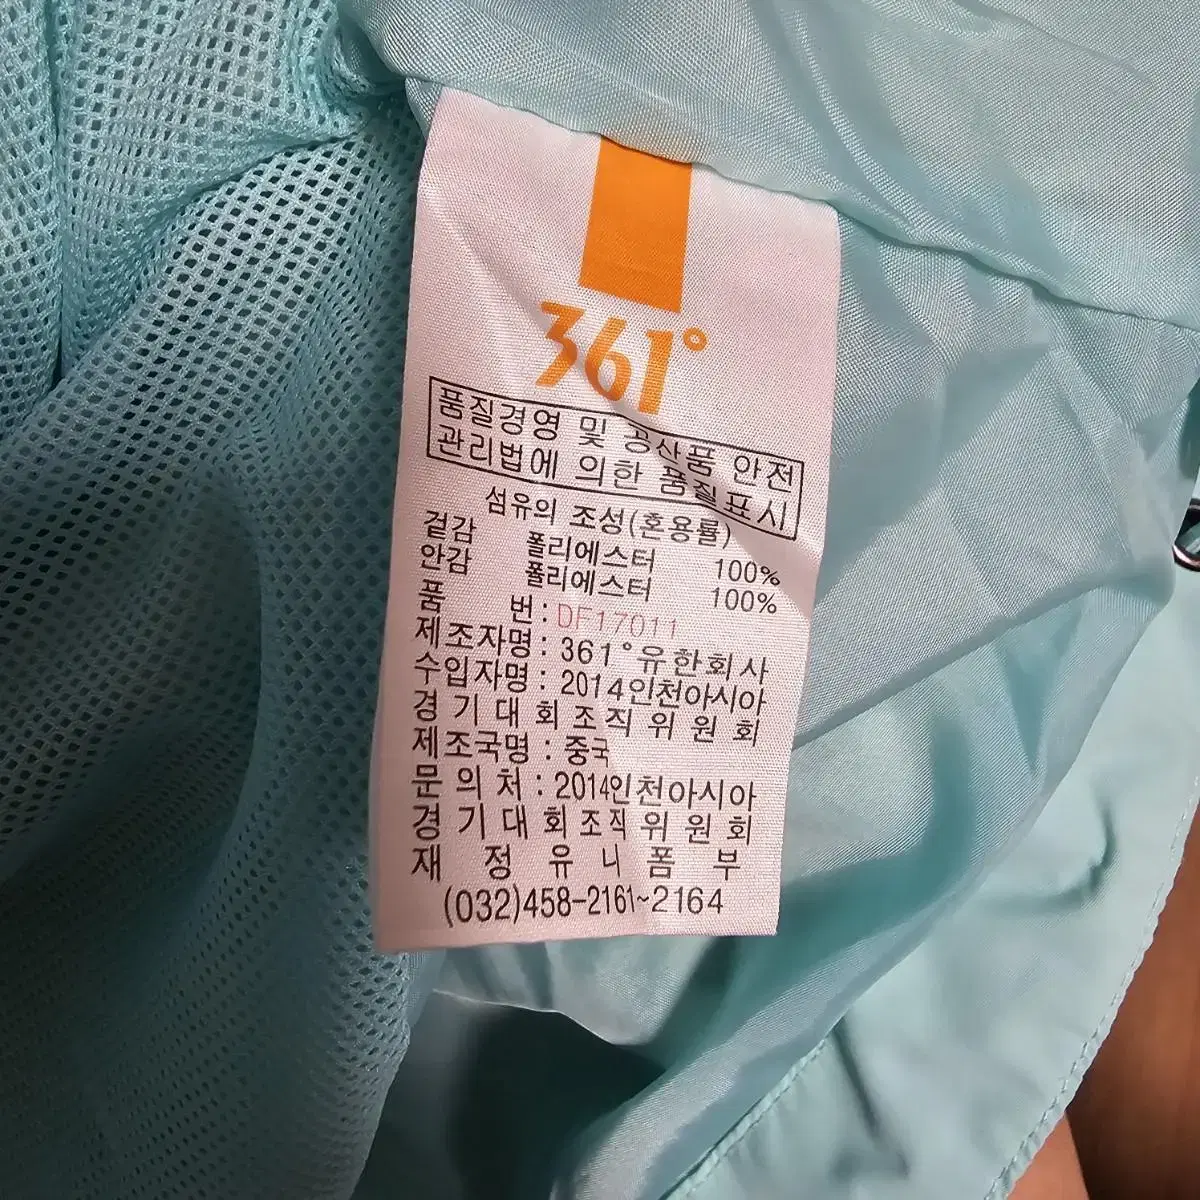 361°
품질경영 및 공산품 안전
관리법에 의한 품질표시
섬유의 조성(혼용률)
겉감 폴리에스터 100%
안감 폴리에스터 100%
품 번: DF17011
제조자명: 361°유한회사
수입자명: 2014인천아시아
경기대회조직위원회
제조국명: 중국
문의처: 2014인천아시아
경기대회조직위원회
재정유니폼부
(032)458-2161~2164